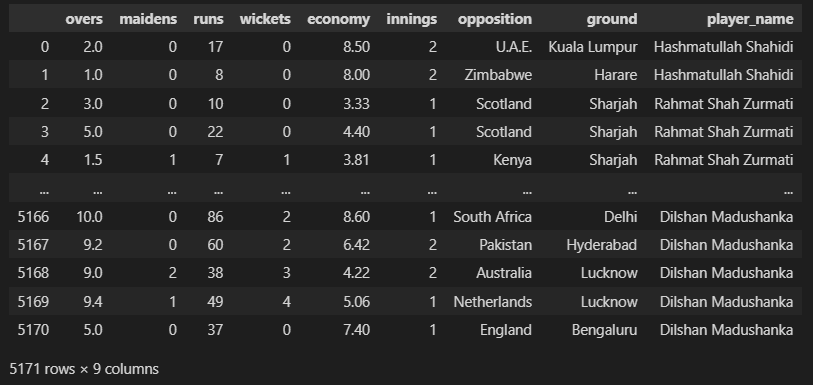 overs maidens runs wickets economy innings opposition ground player_name
0 2.0 0 17 0 8.50 2 U.A.E. Kuala Lumpur Hashmatullah Shahidi
1 1.0 0 8 0 8.00 2 Zimbabwe Harare Hashmatullah Shahidi
2 3.0 0 10 0 3.33 1 Scotland Sharjah Rahmat Shah Zurmati
3 5.0 0 22 0 4.40 1 Scotland Sharjah Rahmat Shah Zurmati
4 1.5 1 7 1 3.81 1 Kenya Sharjah Rahmat Shah Zurmati
... ... ... ... ... ... ... ... ... ...
5166 10.0 0 86 2 8.60 1 South Africa Delhi Dilshan Madushanka
5167 9.2 0 60 2 6.42 2 Pakistan Hyderabad Dilshan Madushanka
5168 9.0 2 38 3 4.22 2 Australia Lucknow Dilshan Madushanka
5169 9.4 1 49 4 5.06 1 Netherlands Lucknow Dilshan Madushanka
5170 5.0 0 37 0 7.40 1 England Bengaluru Dilshan Madushanka
5171 rows × 9 columns